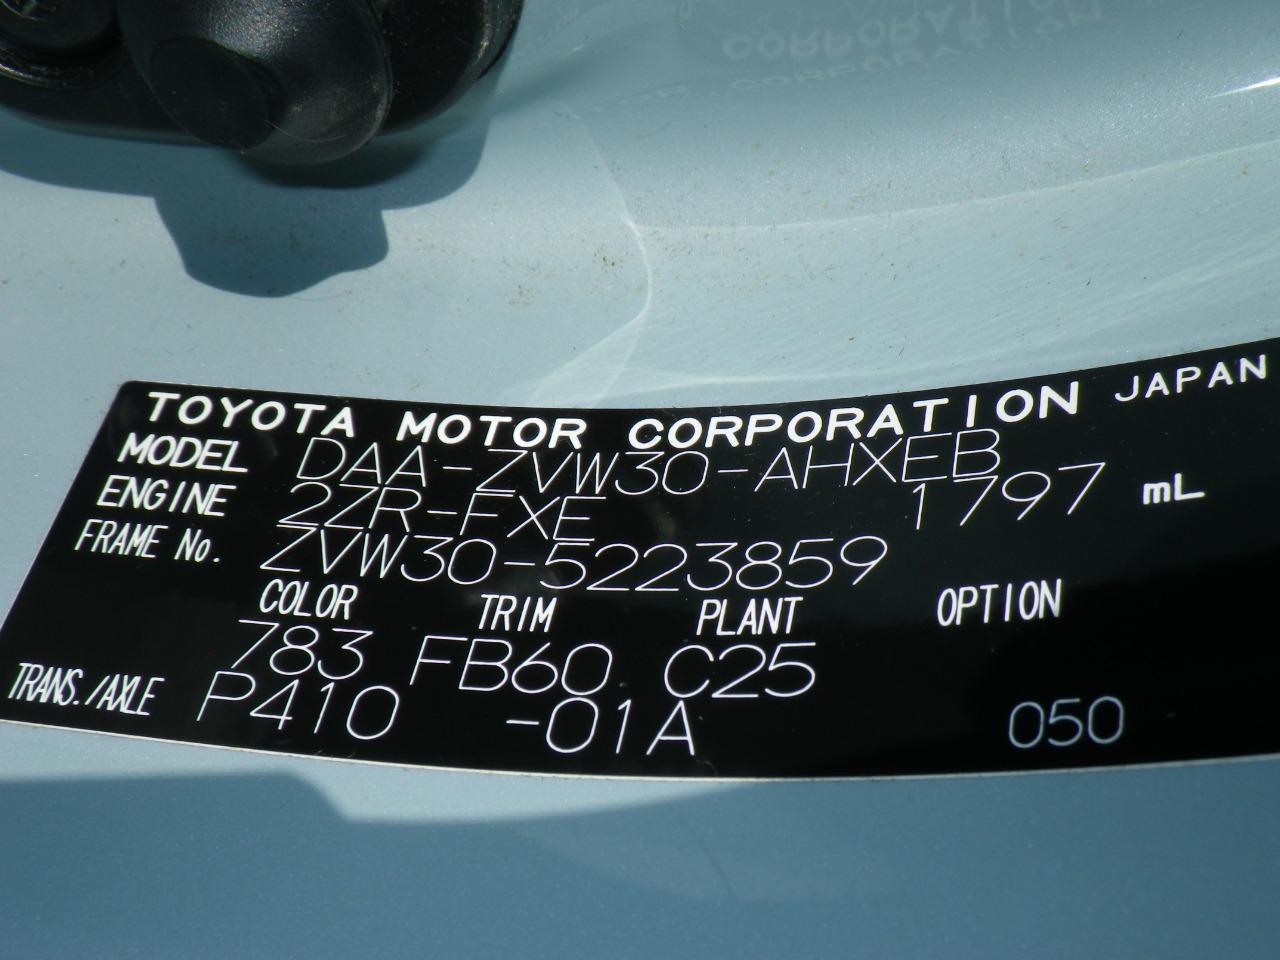 TOYOTA MOTOR CORPORATION JAPAN
MODEL DAA-ZVW30-AHXEB
ENGINE 2ZR-FXE 1797 mL
FRAME No. ZVW30-5223859
COLOR TRIM PLANT OPTION
783 FB60 C25
TRANS./AXLE P410 -01A 050